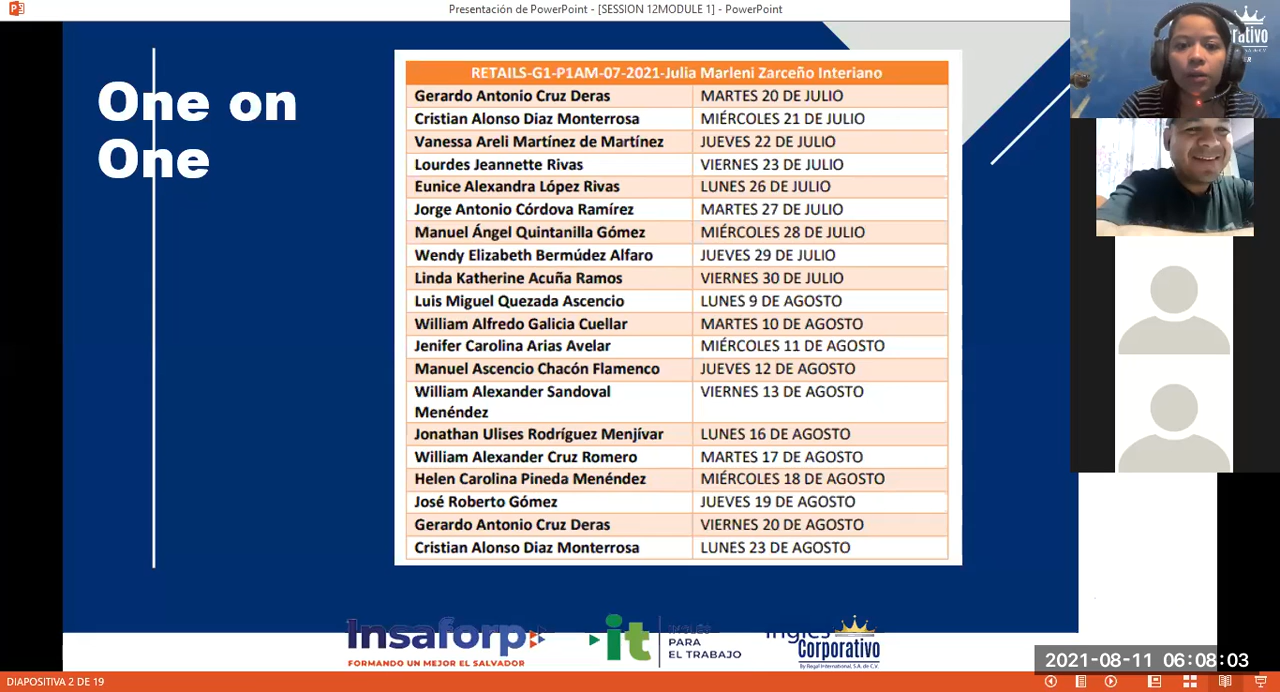 Presentación de PowerPoint - [SESSION 12MODULE 1] - PowerPoint
One on
One
RETAILS-G1-P1AM-07-2021-Julia Marleni Zarceño Interiano
Gerardo Antonio Cruz Deras MARTES 20 DE JULIO
Cristian Alonso Diaz Monterrosa MIÉRCOLES 21 DE JULIO
Vanessa Areli Martínez de Martínez JUEVES 22 DE JULIO
Lourdes Jeannette Rivas VIERNES 23 DE JULIO
Eunice Alexandra López Rivas LUNES 26 DE JULIO
Jorge Antonio Córdova Ramírez MARTES 27 DE JULIO
Manuel Ángel Quintanilla Gómez MIÉRCOLES 28 DE JULIO
Wendy Elizabeth Bermúdez Alfaro JUEVES 29 DE JULIO
Linda Katherine Acuña Ramos VIERNES 30 DE JULIO
Luis Miguel Quezada Ascencio LUNES 9 DE AGOSTO
William Alfredo Galicia Cuellar MARTES 10 DE AGOSTO
Jenifer Carolina Arias Avelar MIÉRCOLES 11 DE AGOSTO
Manuel Ascencio Chacón Flamenco JUEVES 12 DE AGOSTO
William Alexander Sandoval VIERNES 13 DE AGOSTO
Menéndez
Jonathan Ulises Rodríguez Menjívar LUNES 16 DE AGOSTO
William Alexander Cruz Romero MARTES 17 DE AGOSTO
Helen Carolina Pineda Menéndez MIÉRCOLES 18 DE AGOSTO
José Roberto Gómez JUEVES 19 DE AGOSTO
Gerardo Antonio Cruz Deras VIERNES 20 DE AGOSTO
Cristian Alonso Diaz Monterrosa LUNES 23 DE AGOSTO
Insaforp
FORMANDO UN MEJOR EL SALVADOR
it
INGLÉS
PARA
EL TRABAJO
Inglés
Corporativo
By Royal International, S.A. de C.V.
2021-08-11 06:08:03
DIAPOSITIVA 2 DE 19